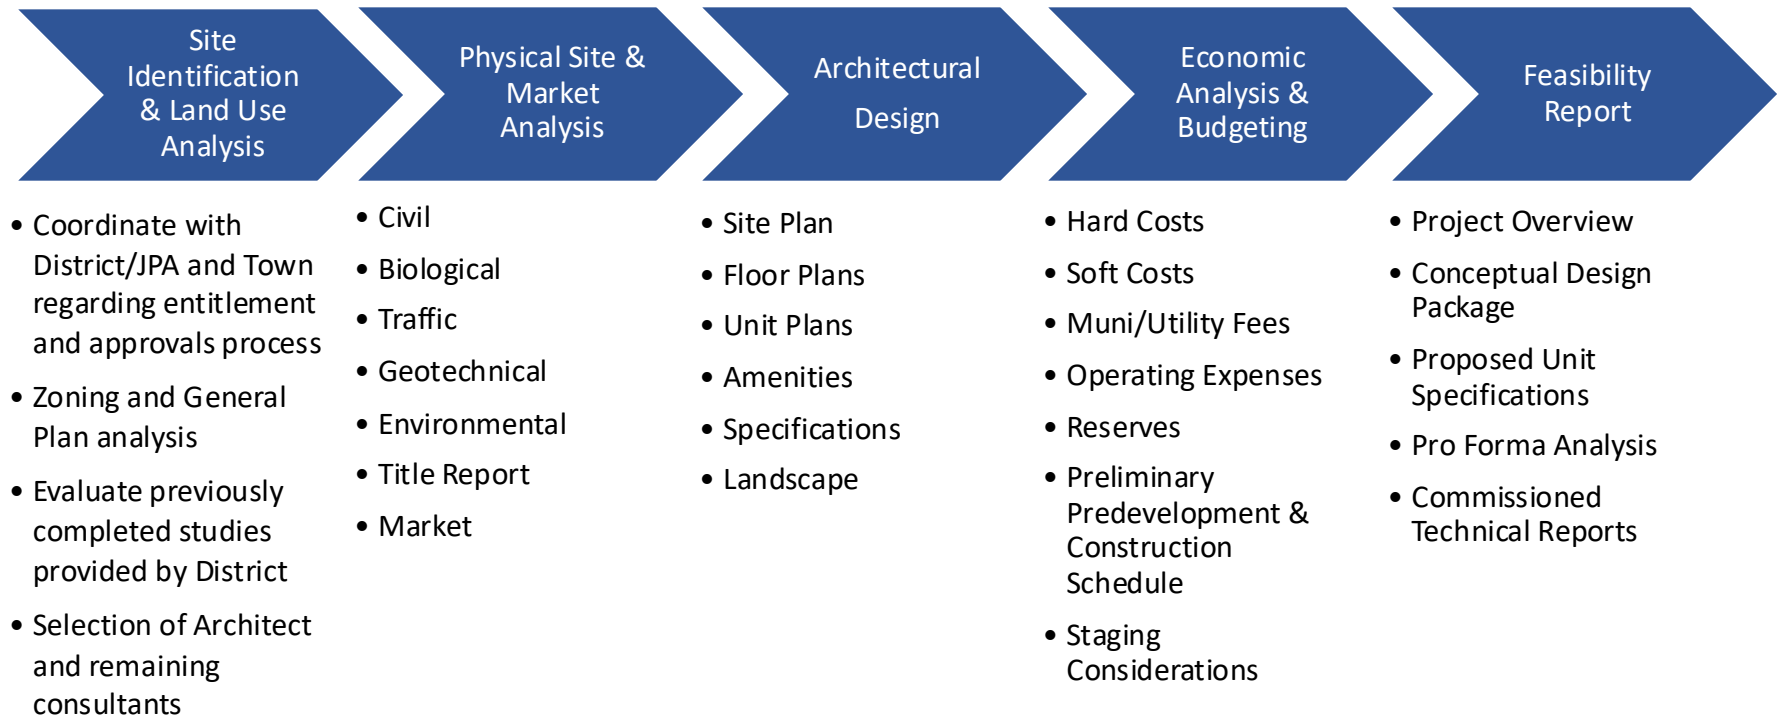 Site
Identification
& Land Use
Analysis
• Coordinate with
District/JPA and Town
regarding entitlement
and approvals process
• Zoning and General
Plan analysis
• Evaluate previously
completed studies
provided by District
• Selection of Architect
and remaining
consultants
Physical Site &
Market
Analysis
• Civil
• Biological
• Traffic
• Geotechnical
• Environmental
• Title Report
• Market
Architectural
Design
• Site Plan
• Floor Plans
• Unit Plans
• Amenities
• Specifications
• Landscape
Economic
Analysis &
Budgeting
• Hard Costs
• Soft Costs
• Muni/Utility Fees
• Operating Expenses
• Reserves
• Preliminary
Predevelopment &
Construction
Schedule
• Staging
Considerations
Feasibility
Report
• Project Overview
• Conceptual Design
Package
• Proposed Unit
Specifications
• Pro Forma Analysis
• Commissioned
Technical Reports